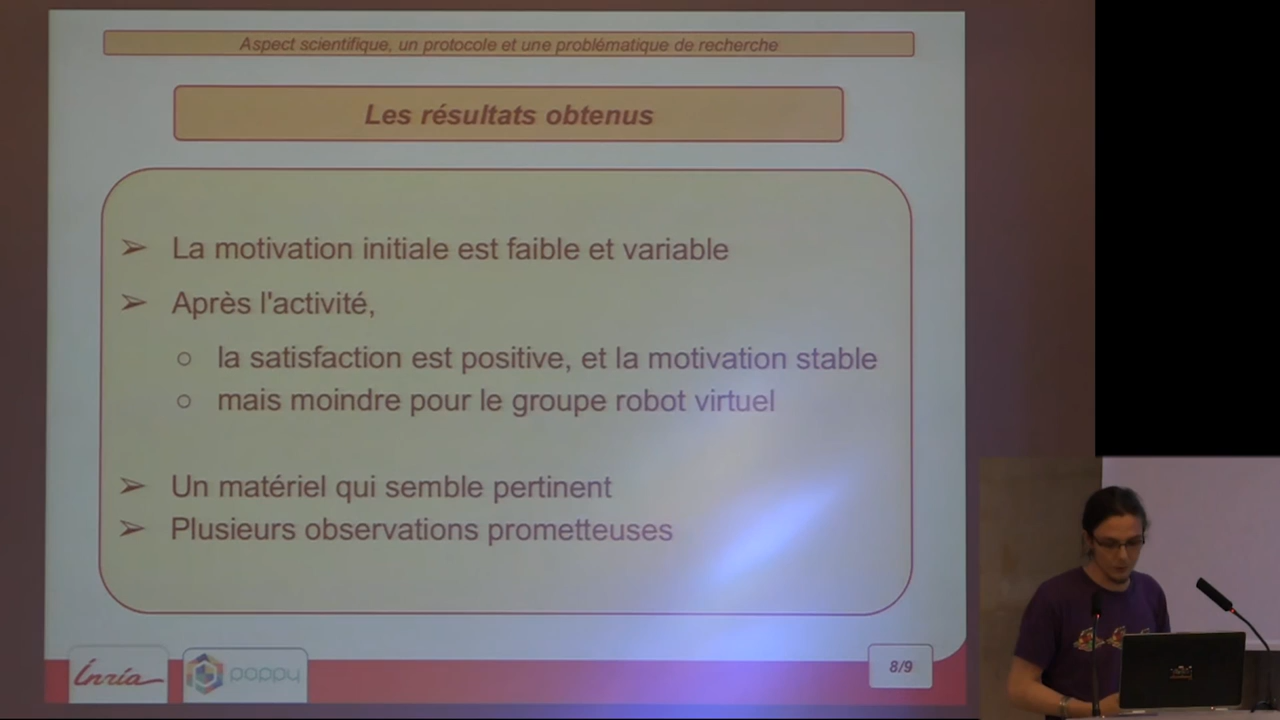 Aspect scientifique, un protocole et une problématique de recherche
Les résultats obtenus
➢ La motivation initiale est faible et variable
➢ Après l'activité,
○ la satisfaction est positive, et la motivation stable
○ mais moindre pour le groupe robot virtuel
➢ Un matériel qui semble pertinent
➢ Plusieurs observations prometteuses
Inria
poppy
8/9